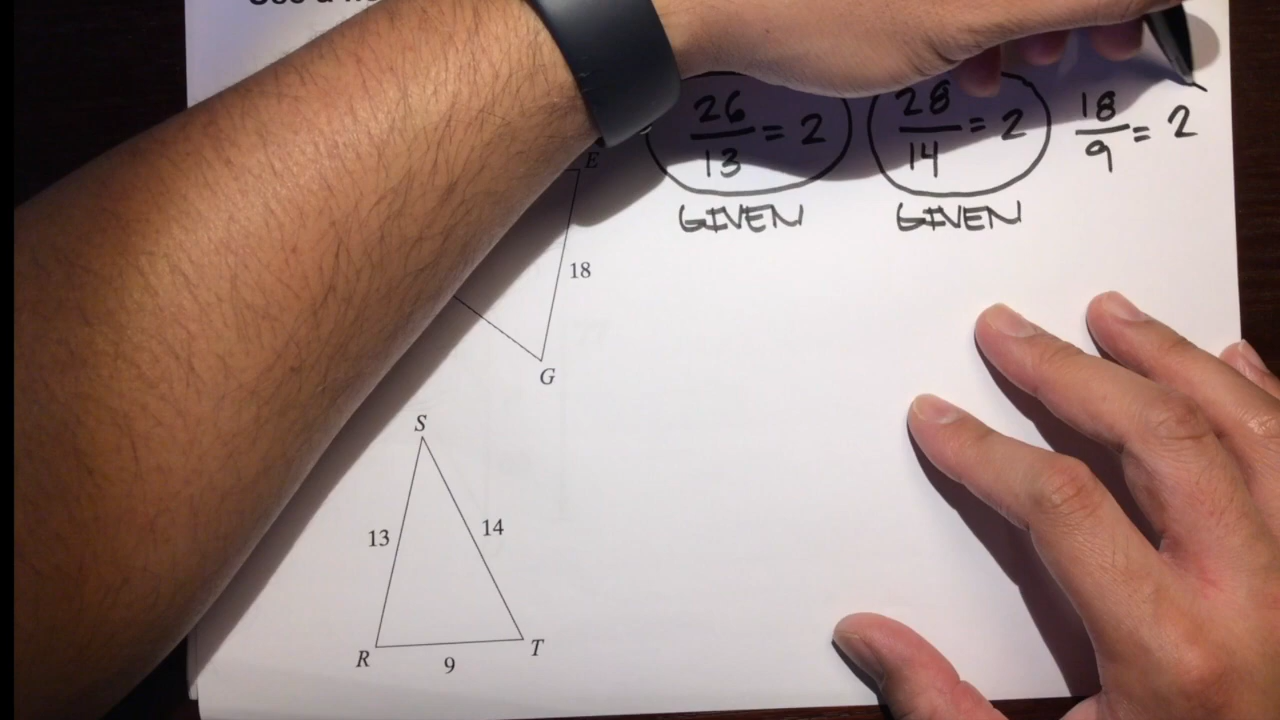 26/13 = 2 28/14 = 2 18/9 = 2
GIVEN GIVEN
E
18
G
S
13 14
R T
9